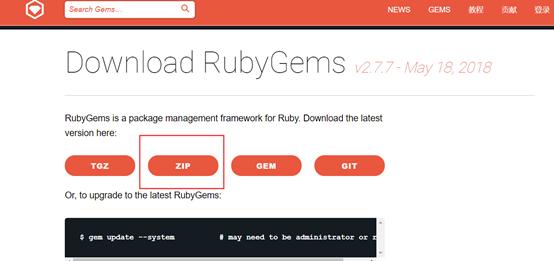 Search Gems...
NEWS GEMS 教程 贡献 登录
Download RubyGems v2.7.7 - May 18, 2018
RubyGems is a package management framework for Ruby. Download the latest
version here:
TGZ ZIP GEM GIT
Or, to upgrade to the latest RubyGems:
$ gem update --system # may need to be administrator or r